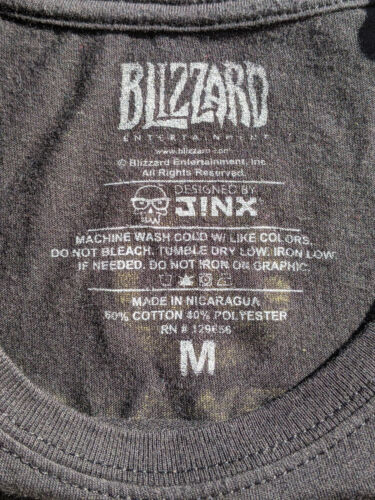 BLIZZARD
ENTERTAINMENT
www.blizzard.com
© Blizzard Entertainment, Inc
All Rights Reserved.
DESIGNED BY
JINX
MACHINE WASH COLD W/ LIKE COLORS.
DO NOT BLEACH. TUMBLE DRY LOW. IRON LOW
IF NEEDED. DO NOT IRON ON GRAPHIC.
MADE IN NICARAGUA
60% COTTON 40% POLYESTER
RN # 129656
M